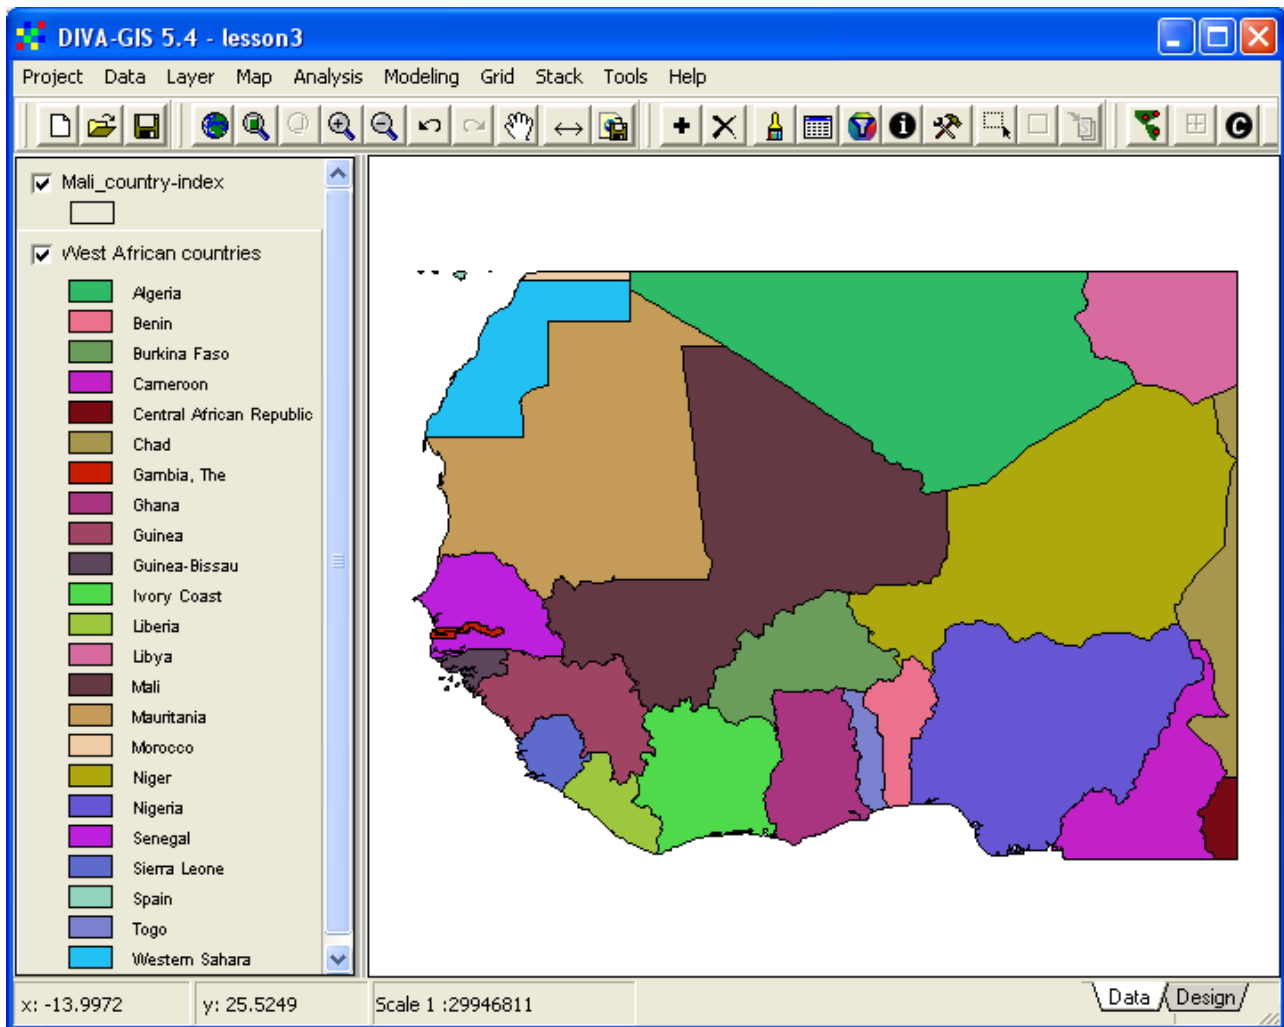 DIVA-GIS 5.4 - lesson3
Project Data Layer Map Analysis Modeling Grid Stack Tools Help
Mali_country-index
West African countries
Algeria
Benin
Burkina Faso
Cameroon
Central African Republic
Chad
Gambia, The
Ghana
Guinea
Guinea-Bissau
Ivory Coast
Liberia
Libya
Mali
Mauritania
Morocco
Niger
Nigeria
Senegal
Sierra Leone
Spain
Togo
Western Sahara
x: -13.9972 y: 25.5249 Scale 1 :29946811 Data Design